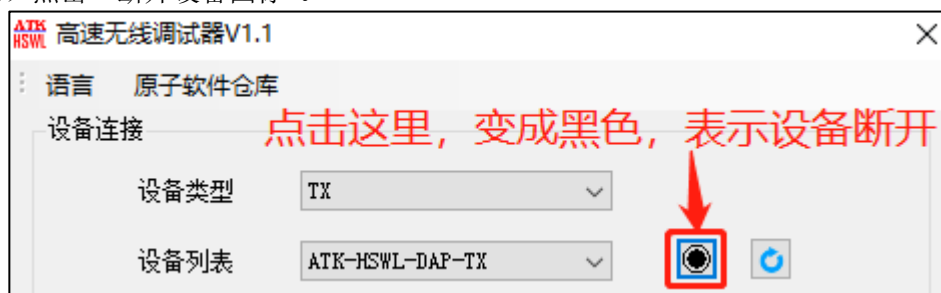 ATK HSWL 高速无线调试器V1.1
语言 原子软件仓库
设备连接
点击这里，变成黑色，表示设备断开
设备类型 TX
设备列表 ATK-HSWL-DAP-TX